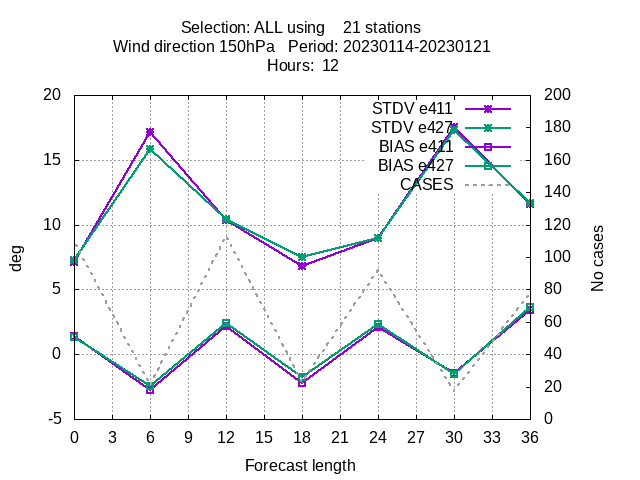 Selection: ALL using    21 stations
Wind direction 150hPa   Period: 20230114-20230121
Hours:  12
20
15
10
5
0
-5
deg
200
180
160
140
120
100
80
60
40
20
0
No cases
STDV e411
STDV e427
BIAS e411
BIAS e427
CASES
0 3 6 9 12 15 18 21 24 27 30 33 36
Forecast length